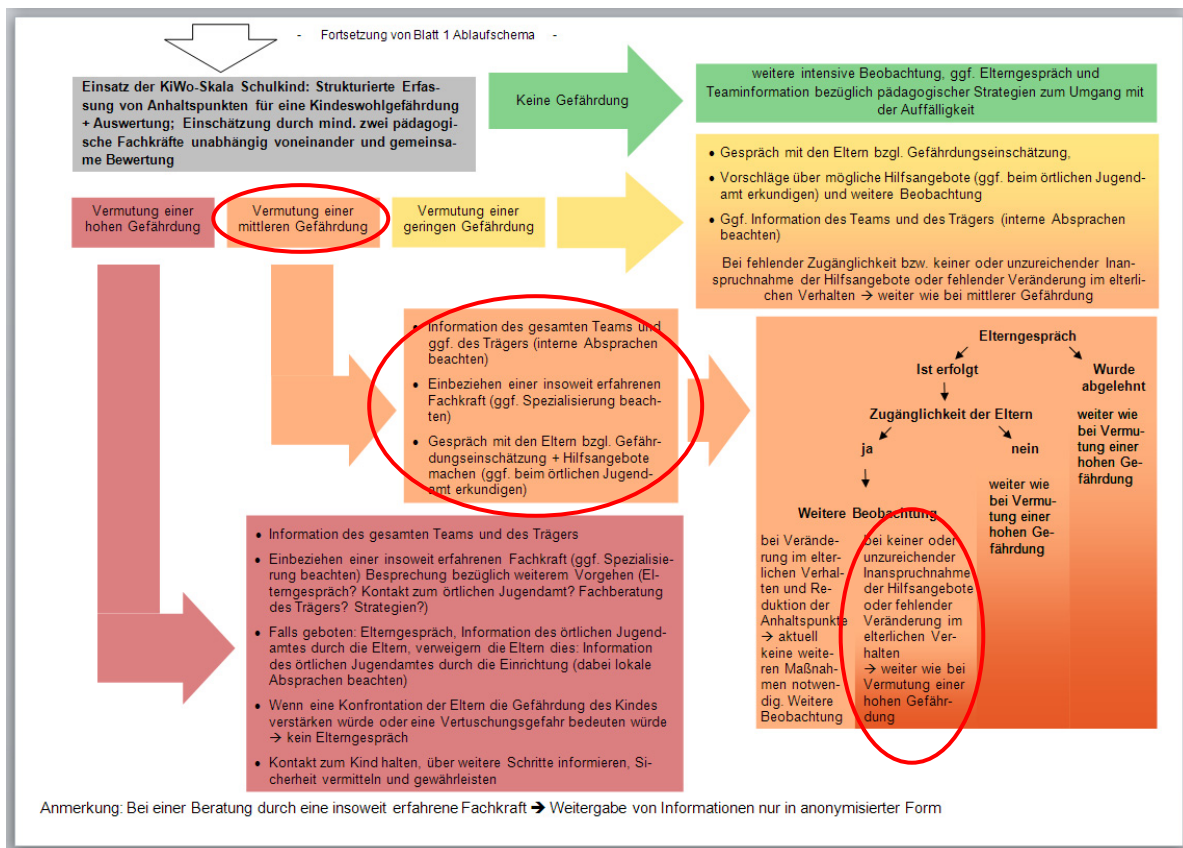 - Fortsetzung von Blatt 1 Ablaufschema -
Einsatz der KiWo-Skala Schulkind: Strukturierte Erfas-
sung von Anhaltspunkten für eine Kindeswohlgefährdung
+ Auswertung; Einschätzung durch mind. zwei pädagogi-
sche Fachkräfte unabhängig voneinander und gemeinsa-
me Bewertung
Keine Gefährdung
weitere intensive Beobachtung, ggf. Elterngespräch und
Teaminformation bezüglich pädagogischer Strategien zum Umgang mit
der Auffälligkeit
Vermutung einer
hohen Gefährdung
Vermutung einer
mittleren Gefährdung
Vermutung einer
geringen Gefährdung
• Gespräch mit den Eltern bzgl. Gefährdungseinschätzung,
• Vorschläge über mögliche Hilfsangebote (ggf. beim örtlichen Jugend-
amt erkundigen) und weitere Beobachtung
• Ggf. Information des Teams und des Trägers (interne Absprachen
beachten)
Bei fehlender Zugänglichkeit bzw. keiner oder unzureichender Inan-
spruchnahme der Hilfsangebote oder fehlender Veränderung im elterli-
chen Verhalten → weiter wie bei mittlerer Gefährdung
• Information des gesamten Teams und
ggf. des Trägers (interne Absprachen
beachten)
• Einbeziehen einer insoweit erfahrenen
Fachkraft (ggf. Spezialisierung beach-
ten)
• Gespräch mit den Eltern bzgl. Gefähr-
dungseinschätzung + Hilfsangebote
machen (ggf. beim örtlichen Jugend-
amt erkundigen)
Elterngespräch
Ist erfolgt
Wurde
abgelehnt
Zugänglichkeit der Eltern
weiter wie
bei Vermu-
tung einer
hohen Ge-
fährdung
ja
nein
weiter wie
bei Vermu-
tung einer
hohen Ge-
fährdung
Weitere Beobachtung
bei Verände-
rung im elter-
lichen Verhal-
ten und Re-
duktion der
Anhaltspunkte
→ aktuell
keine weite-
ren Maßnah-
men notwen-
dig. Weitere
Beobachtung
bei keiner oder
unzureichender
Inanspruchnahme
der Hilfsangebote
oder fehlender
Veränderung im
elterlichen Ver-
halten
→ weiter wie bei
Vermutung einer
hohen Gefähr-
dung
• Information des gesamten Teams und des Trägers
• Einbeziehen einer insoweit erfahrenen Fachkraft (ggf. Spezialisie-
rung beachten) Besprechung bezüglich weiterem Vorgehen (El-
terngespräch? Kontakt zum örtlichen Jugendamt? Fachberatung
des Trägers? Strategien?)
• Falls geboten: Elterngespräch, Information des örtlichen Jugend-
amtes durch die Eltern, verweigern die Eltern dies: Information
des örtlichen Jugendamtes durch die Einrichtung (dabei lokale
Absprachen beachten)
• Wenn eine Konfrontation der Eltern die Gefährdung des Kindes
verstärken würde oder eine Vertuschungsgefahr bedeuten würde
→ kein Elterngespräch
• Kontakt zum Kind halten, über weitere Schritte informieren, Si-
cherheit vermitteln und gewährleisten
Anmerkung: Bei einer Beratung durch eine insoweit erfahrene Fachkraft → Weitergabe von Informationen nur in anonymisierter Form